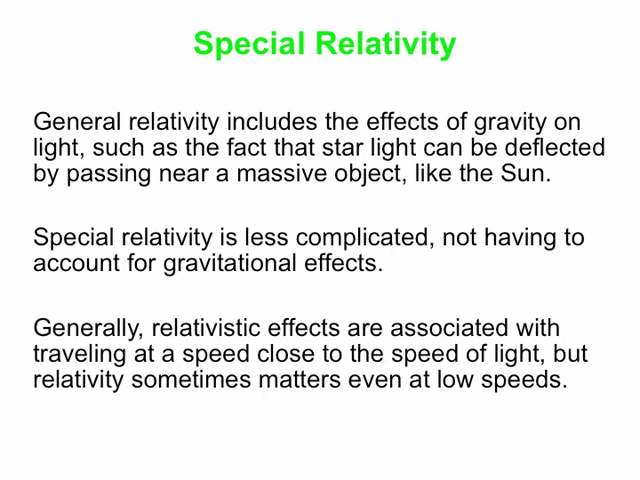 Special Relativity
General relativity includes the effects of gravity on
light, such as the fact that star light can be deflected
by passing near a massive object, like the Sun.
Special relativity is less complicated, not having to
account for gravitational effects.
Generally, relativistic effects are associated with
traveling at a speed close to the speed of light, but
relativity sometimes matters even at low speeds.